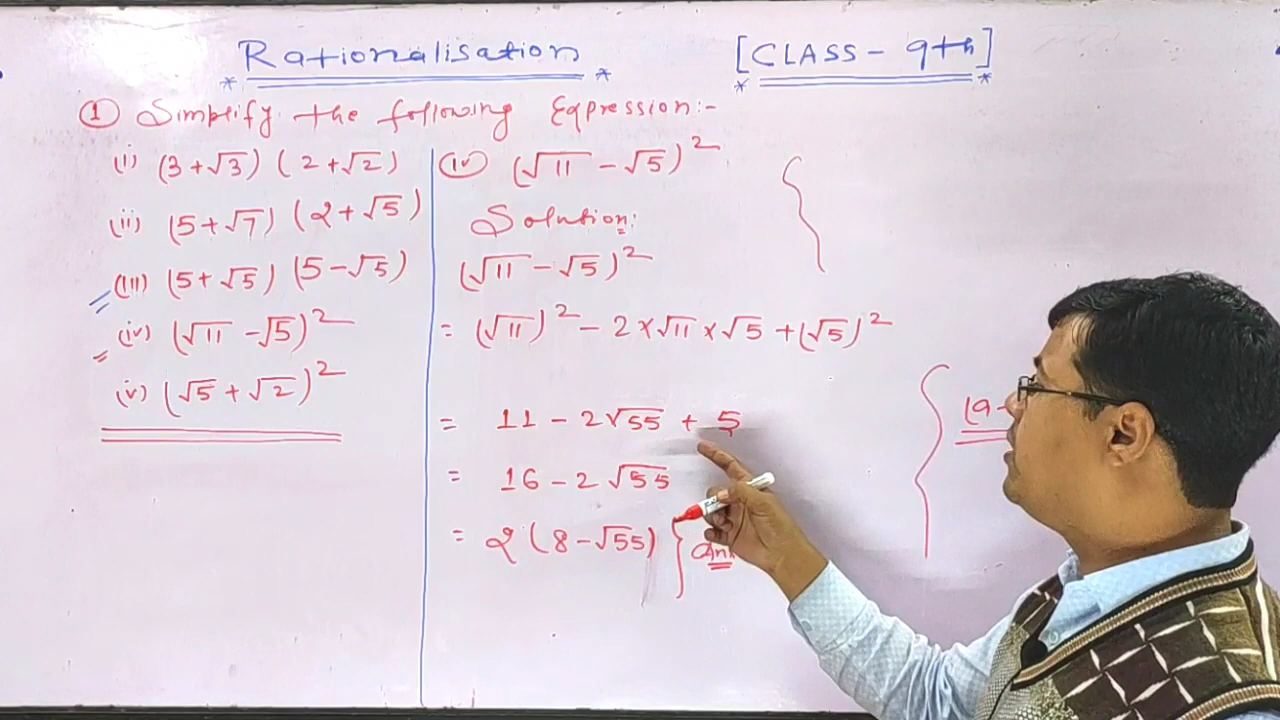 Rationalisation [CLASS - 9th]
① Simplify the following Expression:-
(i) (3+√3) (2+√2)
(ii) (5+√7) (2+√5)
(iii) (5+√5) (5-√5)
(iv) (√11 - √5)²
(v) (√5 + √2)²
(iv) (√11 - √5)²
Solution:
(√11 - √5)²
= (√11)² - 2×√11×√5 + (√5)²
= 11 - 2√55 + 5
= 16 - 2√55
= 2(8 - √55) } Ans
(a-